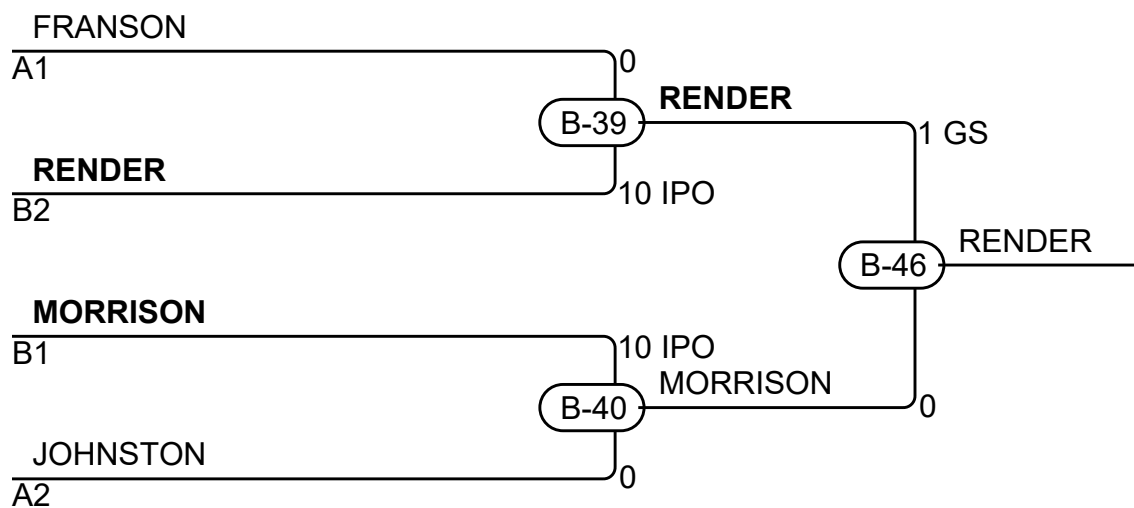 FRANSON
A1
0
B-39
RENDER
1 GS
RENDER
B2
10 IPO
B-46
RENDER
MORRISON
B1
10 IPO
B-40
MORRISON
0
JOHNSTON
A2
0